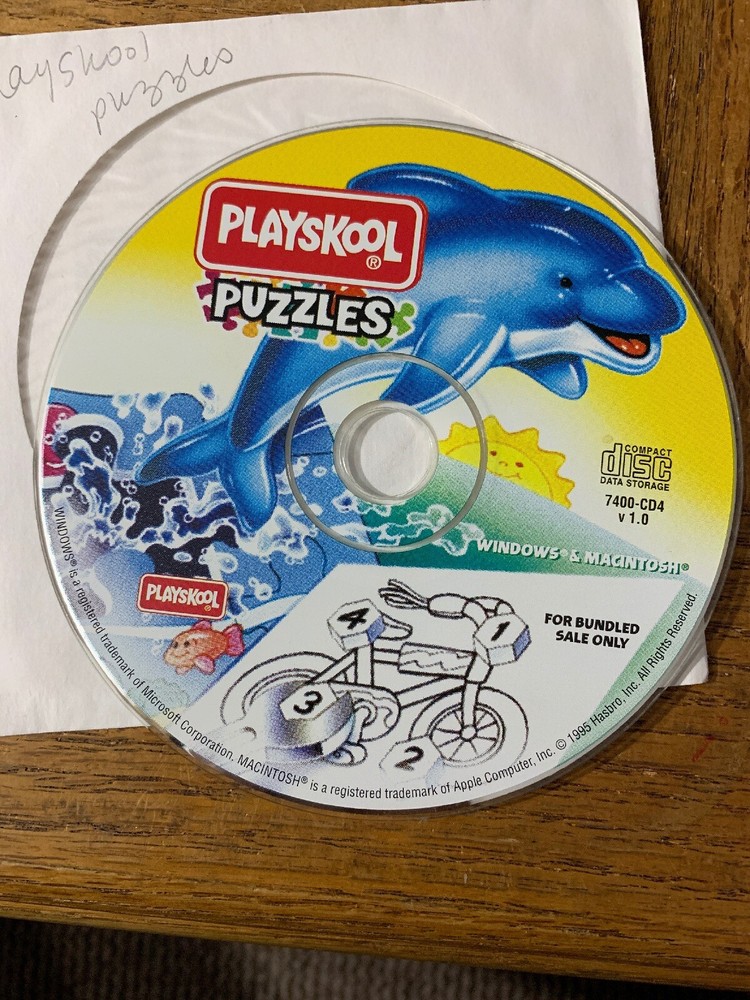 puzzles
PLAYSKOOL®
PUZZLES
COMPACT
disc
DATA STORAGE
7400-CD4
v 1.0
WINDOWS® & MACINTOSH®
FOR BUNDLED
SALE ONLY
PLAYSKOOL®
4
1
3
2
WINDOWS® is a registered trademark of Microsoft Corporation. MACINTOSH® is a registered trademark of Apple Computer, Inc. © 1995 Hasbro, Inc. All Rights Reserved.